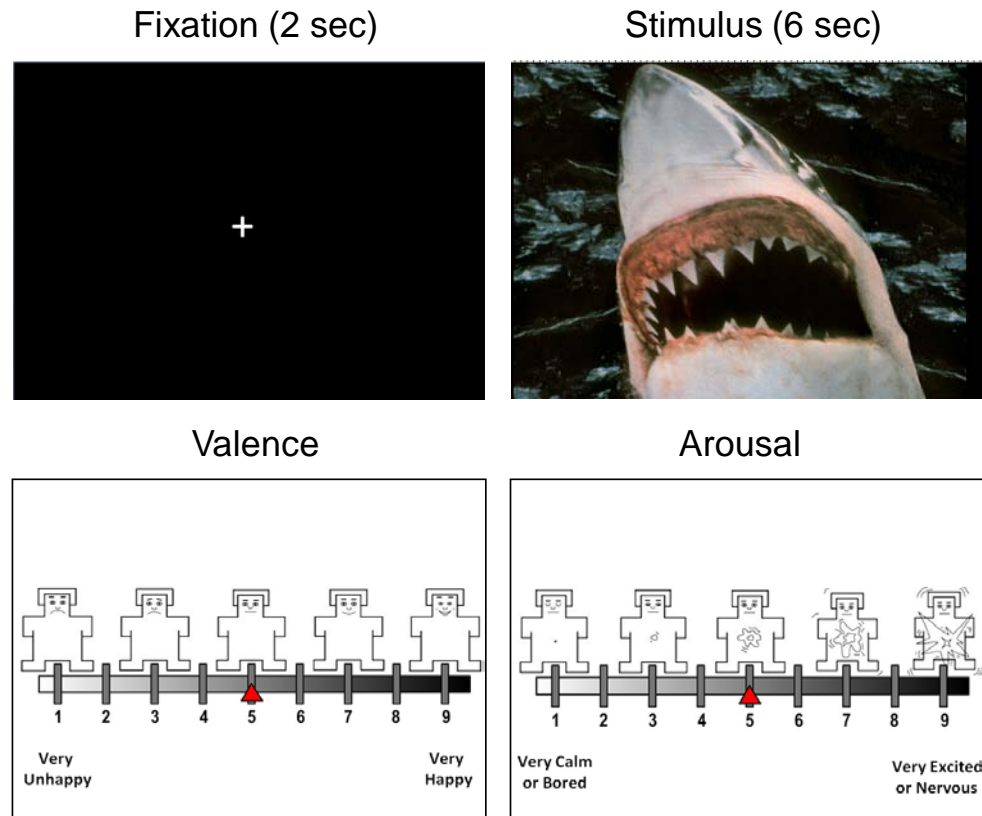 Fixation (2 sec)
Stimulus (6 sec)
Valence
1 2 3 4 5 6 7 8 9
Very
Unhappy
Very
Happy
Arousal
1 2 3 4 5 6 7 8 9
Very Calm
or Bored
Very Excited
or Nervous